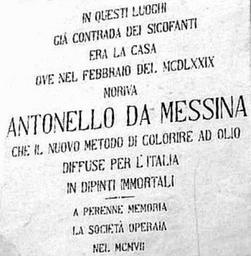 IN QUESTI LUOGHI
GIÀ CONTRADA DEI SICOFANTI
ERA LA CASA
OVE NEL FEBBRAIO DEL MCDLXXIX
MORIVA
ANTONELLO DA MESSINA
CHE IL NUOVO METODO DI COLORIRE AD OLIO
DIFFUSE PER L'ITALIA
IN DIPINTI IMMORTALI
A PERENNE MEMORIA
LA SOCIETÀ OPERAIA
NEL MCMVII